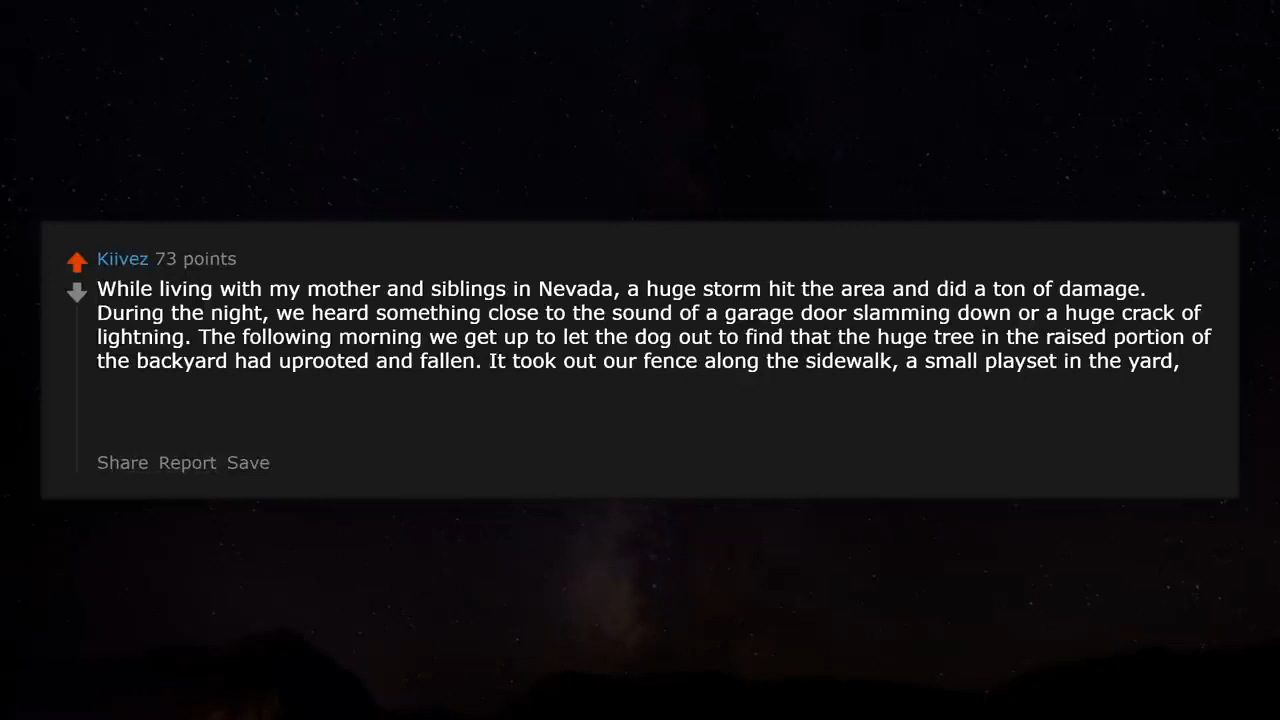 Kiivez 73 points
While living with my mother and siblings in Nevada, a huge storm hit the area and did a ton of damage.
During the night, we heard something close to the sound of a garage door slamming down or a huge crack of
lightning. The following morning we get up to let the dog out to find that the huge tree in the raised portion of
the backyard had uprooted and fallen. It took out our fence along the sidewalk, a small playset in the yard,
Share Report Save